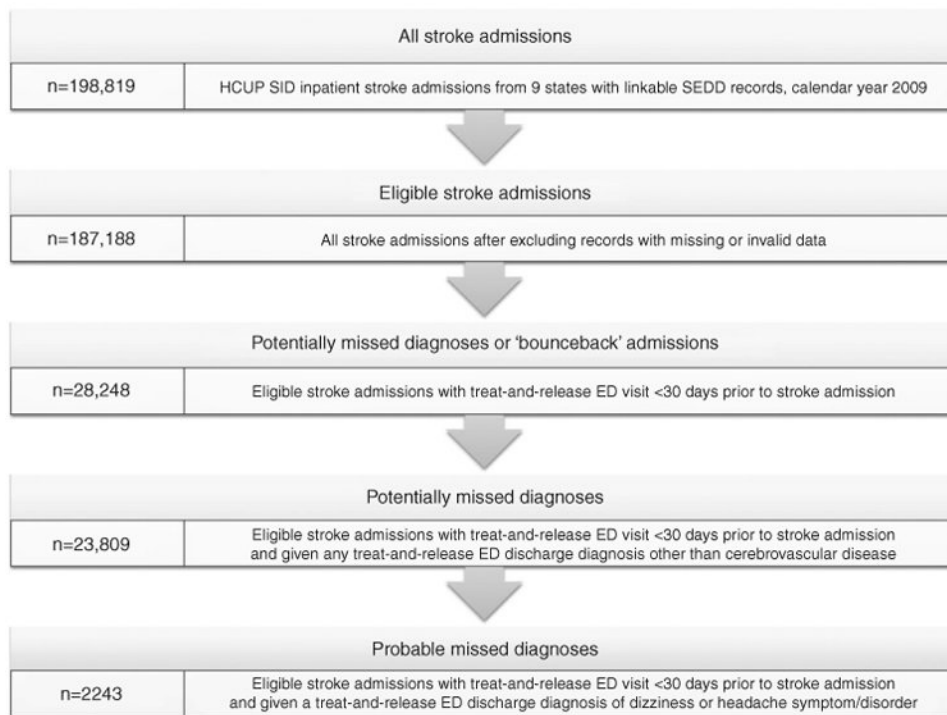 All stroke admissions
n=198,819
HCUP SID inpatient stroke admissions from 9 states with linkable SEDD records, calendar year 2009
Eligible stroke admissions
n=187,188
All stroke admissions after excluding records with missing or invalid data
Potentially missed diagnoses or 'bounceback' admissions
n=28,248
Eligible stroke admissions with treat-and-release ED visit <30 days prior to stroke admission
Potentially missed diagnoses
n=23,809
Eligible stroke admissions with treat-and-release ED visit <30 days prior to stroke admission
and given any treat-and-release ED discharge diagnosis other than cerebrovascular disease
Probable missed diagnoses
n=2243
Eligible stroke admissions with treat-and-release ED visit <30 days prior to stroke admission
and given a treat-and-release ED discharge diagnosis of dizziness or headache symptom/disorder